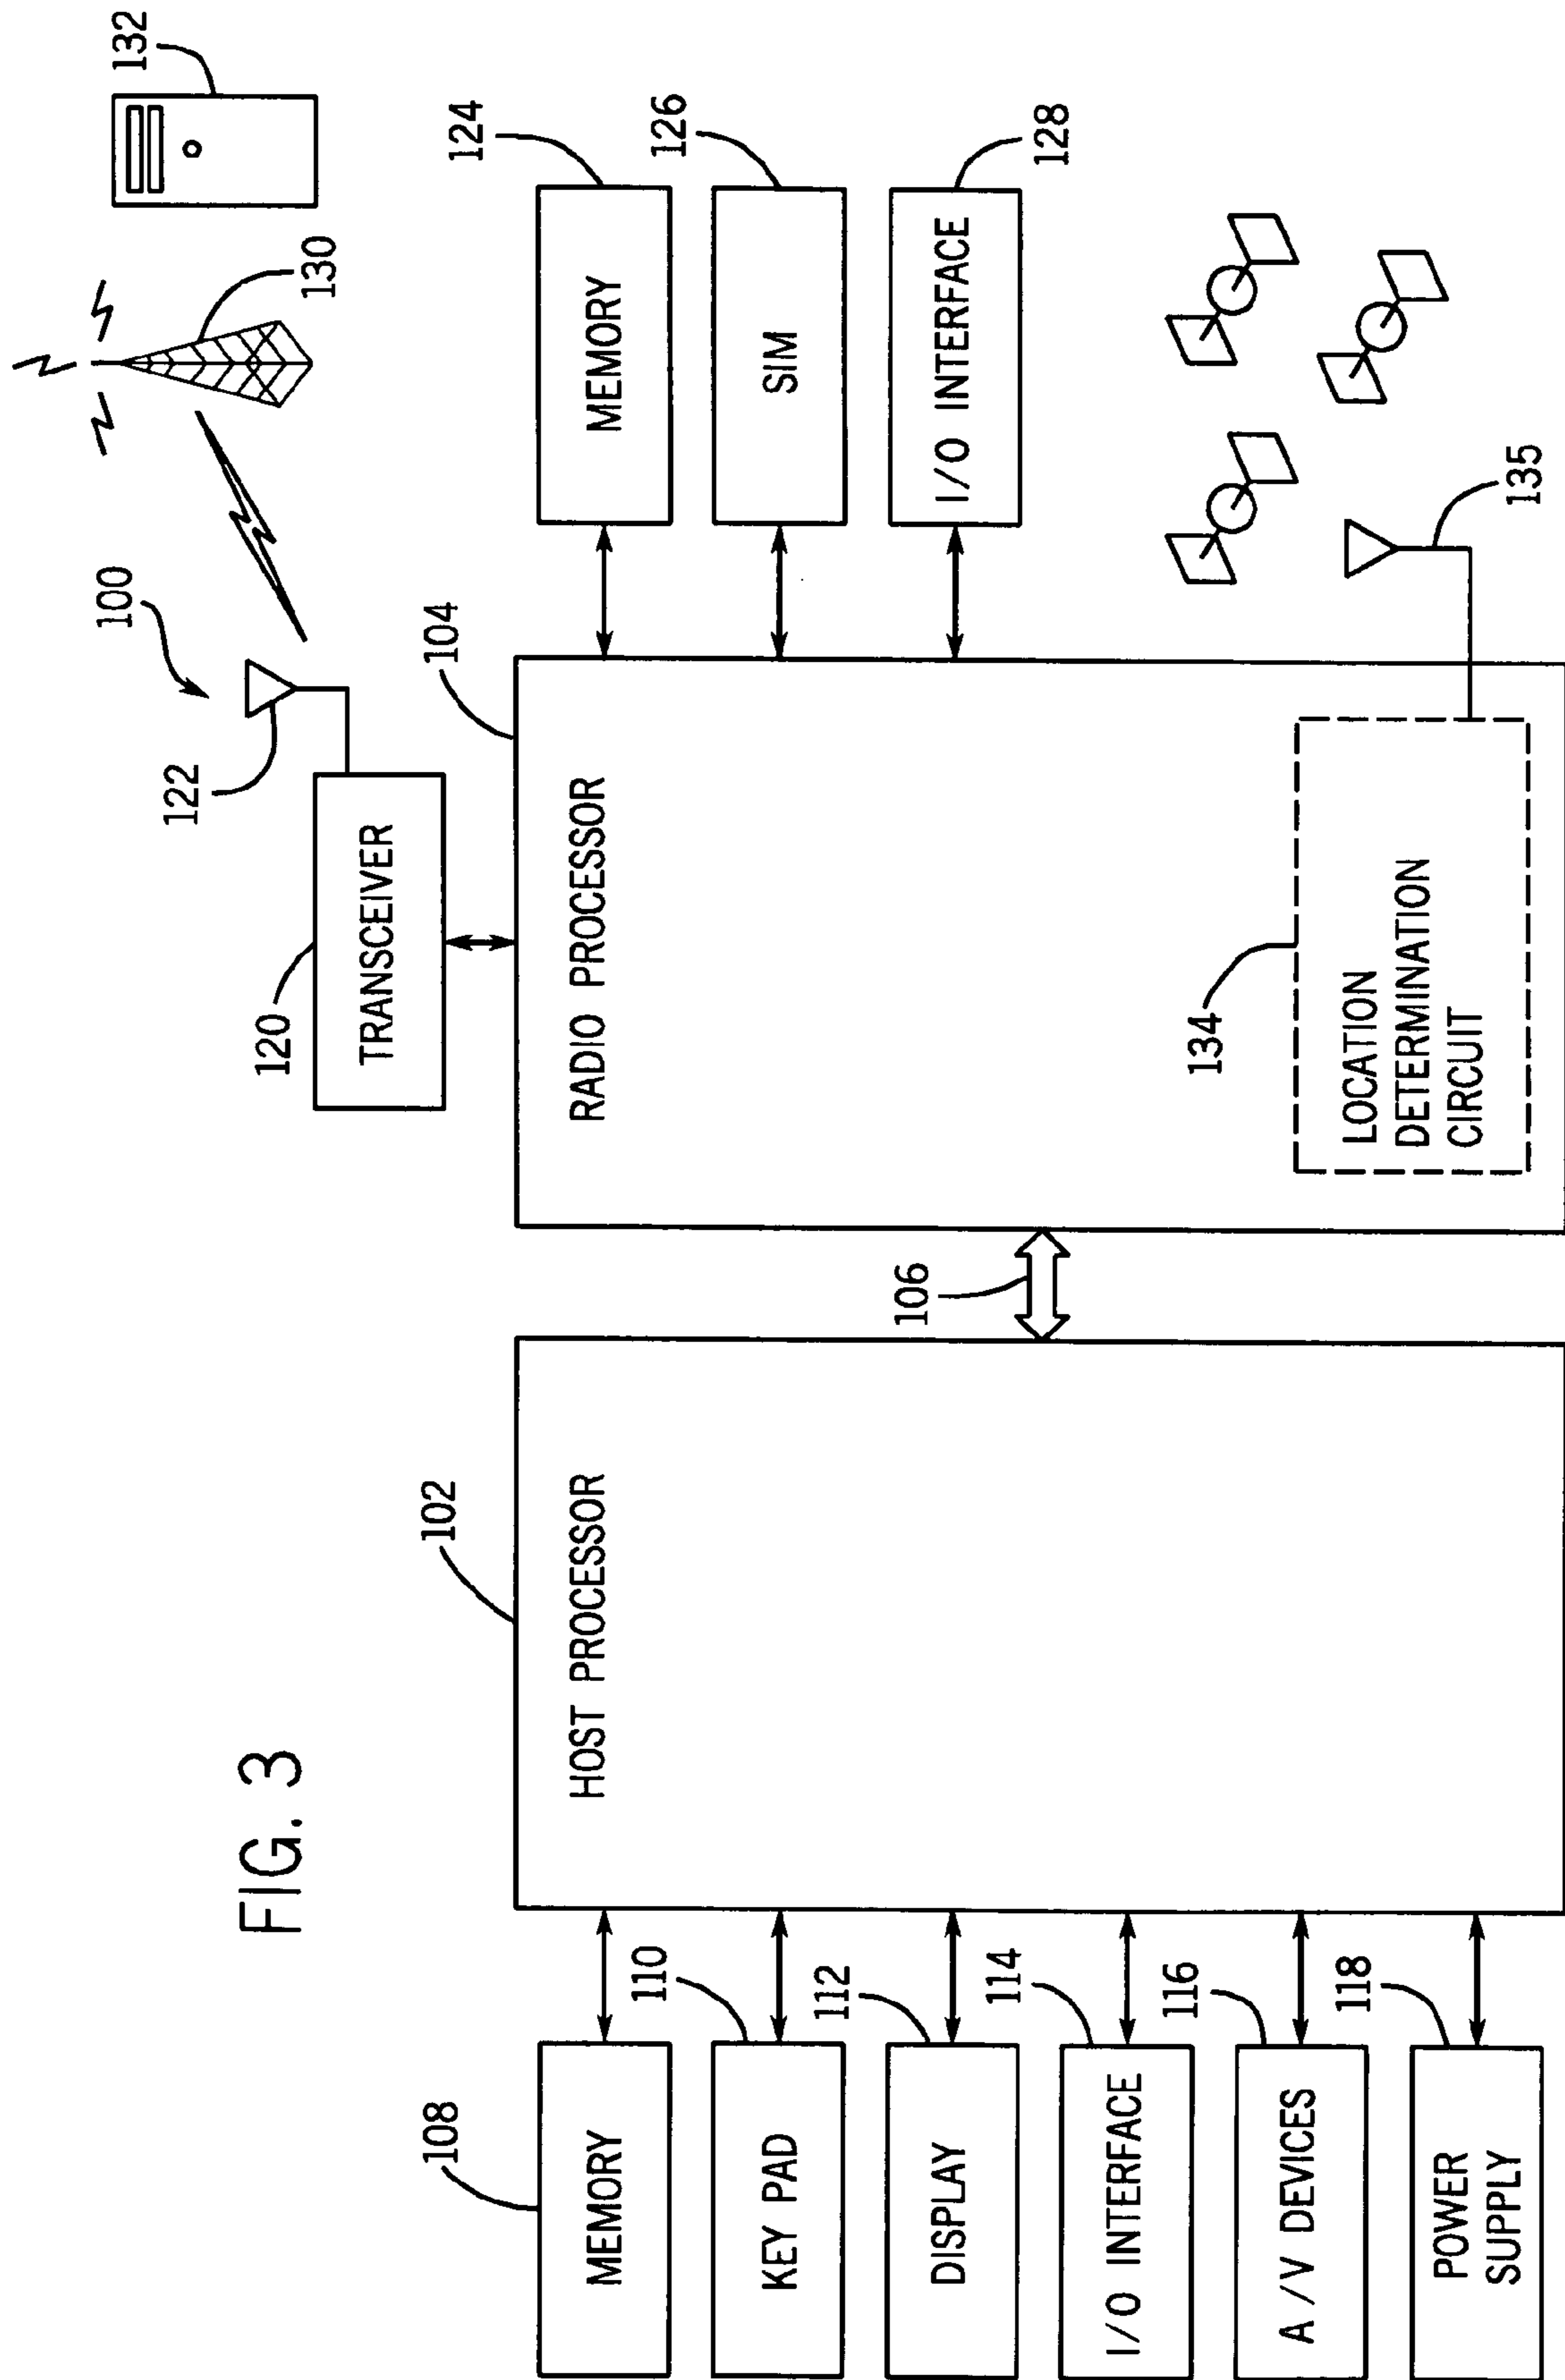 FIG. 3
100
132
130
122
120
TRANSCEIVER
102
HOST PROCESSOR
104
RADIO PROCESSOR
106
108
MEMORY
110
KEY PAD
112
DISPLAY
114
I/O INTERFACE
116
A/V DEVICES
118
POWER
SUPPLY
124
MEMORY
126
SIM
128
I/O INTERFACE
134
LOCATION
DETERMINATION
CIRCUIT
135